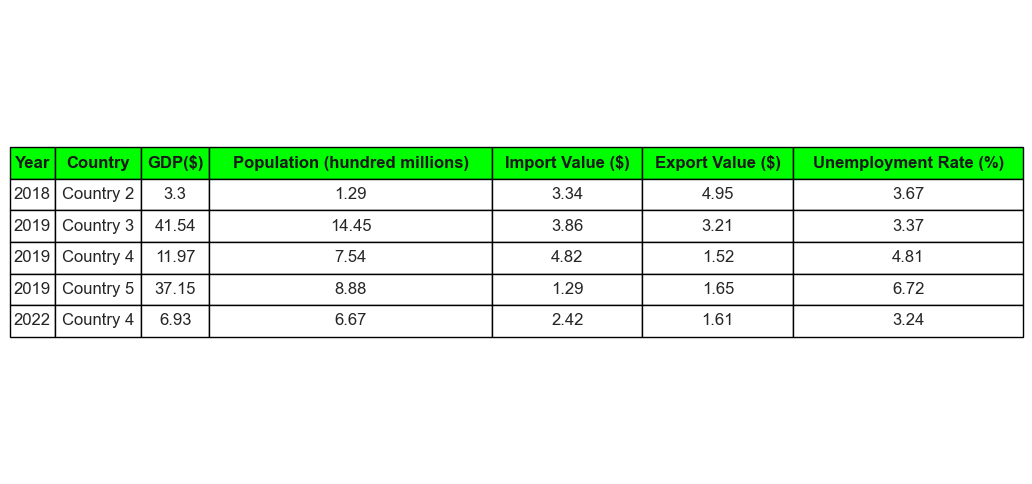 Year Country GDP($) Population (hundred millions) Import Value ($) Export Value ($) Unemployment Rate (%)
2018 Country 2 3.3 1.29 3.34 4.95 3.67
2019 Country 3 41.54 14.45 3.86 3.21 3.37
2019 Country 4 11.97 7.54 4.82 1.52 4.81
2019 Country 5 37.15 8.88 1.29 1.65 6.72
2022 Country 4 6.93 6.67 2.42 1.61 3.24